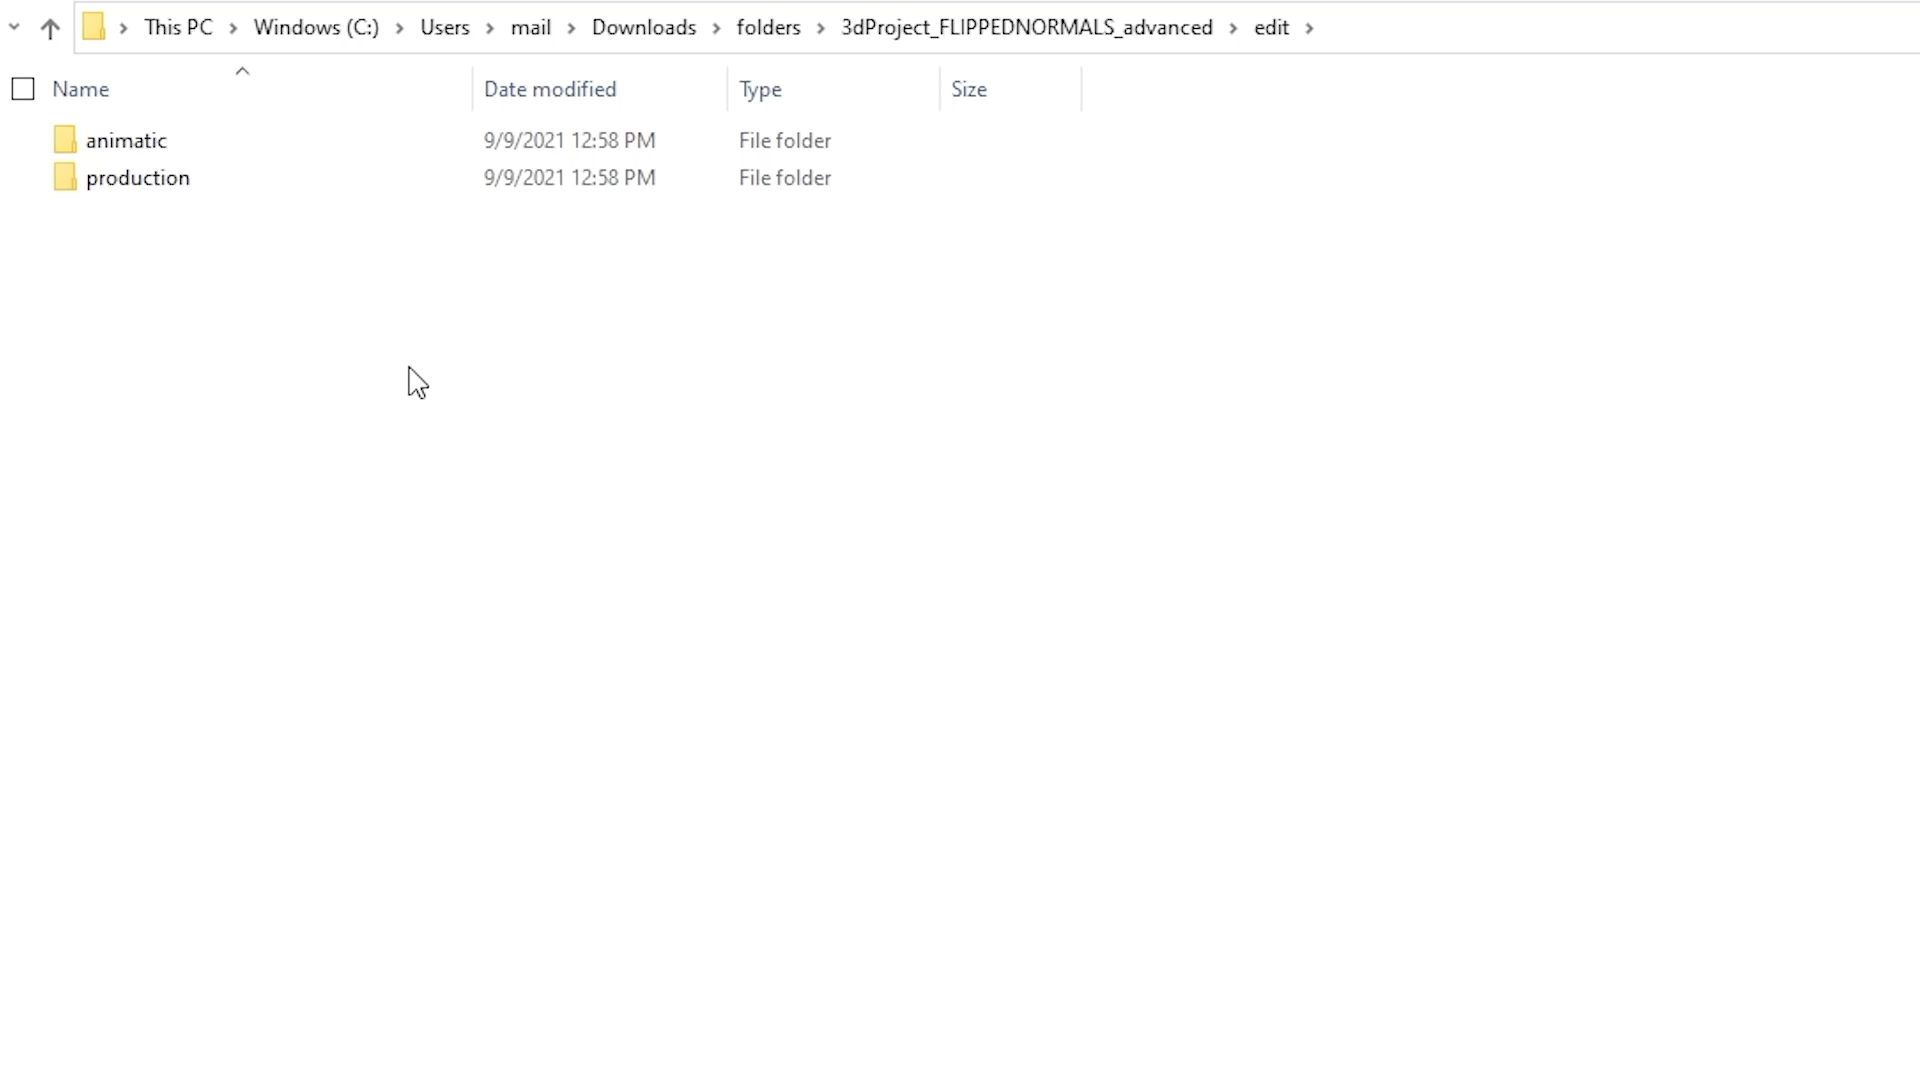 This PC > Windows (C:) > Users > mail > Downloads > folders > 3dProject_FLIPPEDNORMALS_advanced > edit >
Name Date modified Type Size
animatic 9/9/2021 12:58 PM File folder
production 9/9/2021 12:58 PM File folder